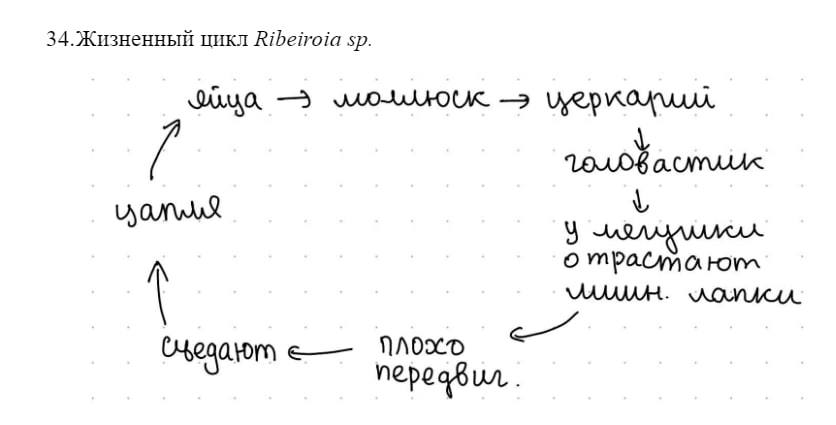 34.Жизненный цикл Ribeiroia sp.
яйца → моллюск → церкарий
головастик
цапля
у лягушки
отрастают
лишн. лапки
съедают ← плохо
передвиг.